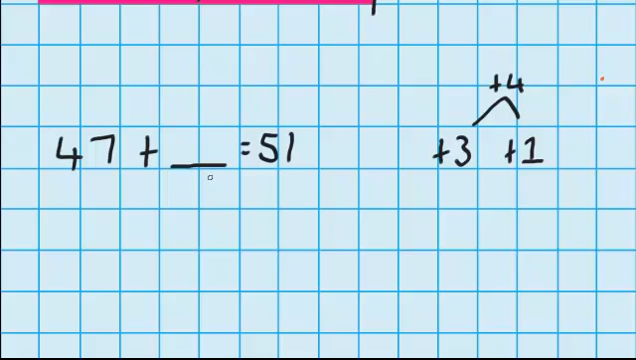 +4
47 + __ = 51
+3 +1